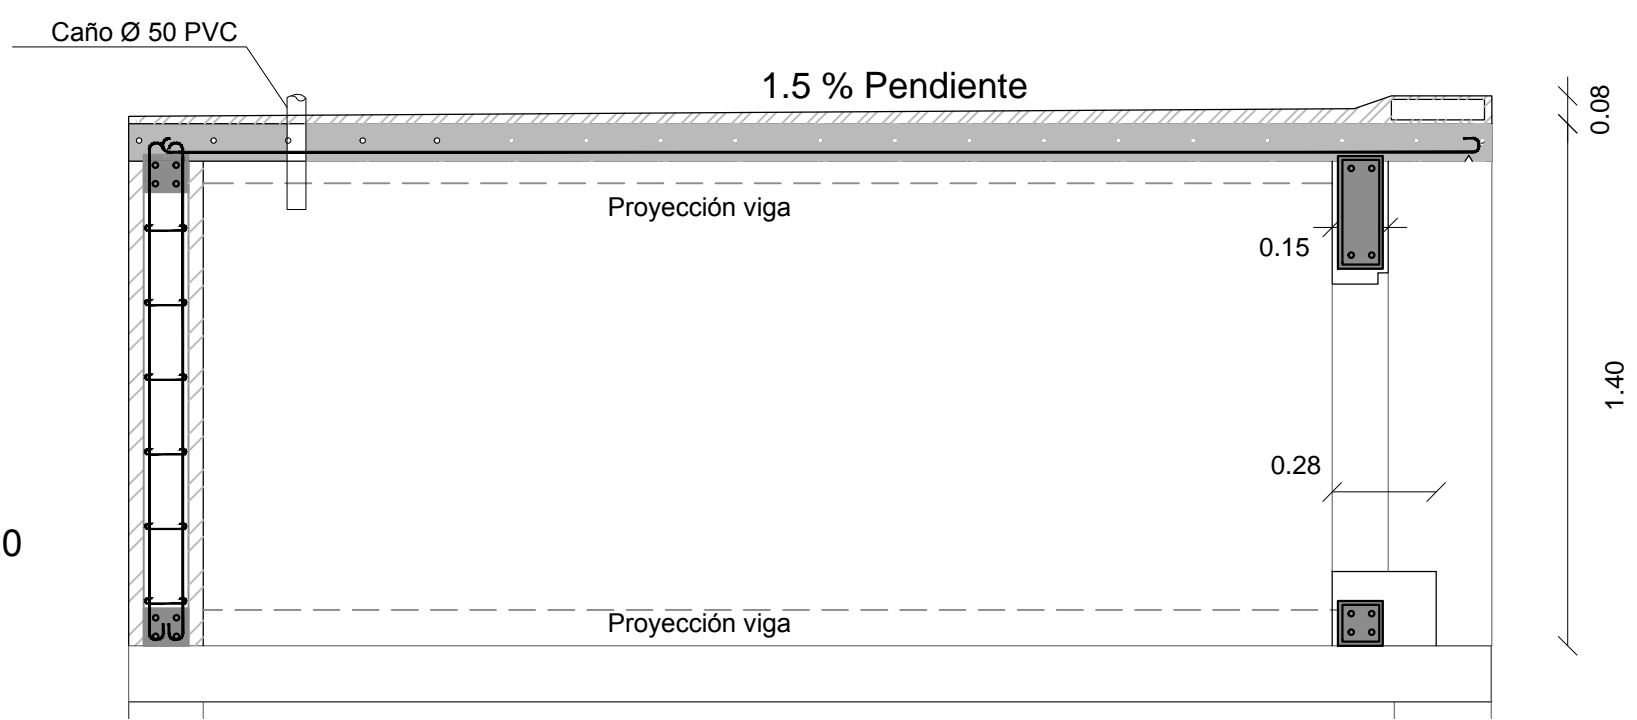 Caño Ø 50 PVC
1.5 % Pendiente
0.08
Proyección viga
0.15
1.40
0.28
0
Proyección viga